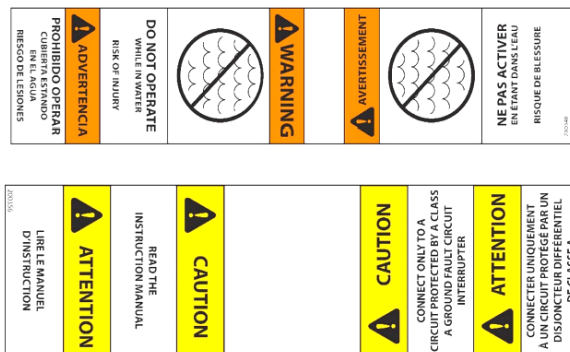 ADVERTENCIA
PROHIBIDO OPERAR
CUBIERTA ESTANDO
EN EL AGUA
RIESGO DE LESIONES
WARNING
DO NOT OPERATE
WHILE IN WATER
RISK OF INJURY
AVERTISSEMENT
NE PAS ACTIVER
EN ÉTANT DANS L'EAU
RISQUE DE BLESSURE
ATTENTION
LIRE LE MANUEL
D'INSTRUCTION
200356
CAUTION
READ THE
INSTRUCTION MANUAL
CAUTION
CONNECT ONLY TO A
CIRCUIT PROTECTED BY A CLASS
A GROUND FAULT CIRCUIT
INTERRUPTER
ATTENTION
CONNECTER UNIQUEMENT
À UN CIRCUIT PROTÉGÉ PAR UN
DISJONCTEUR DIFFÉRENTIEL
DE CLASSE A